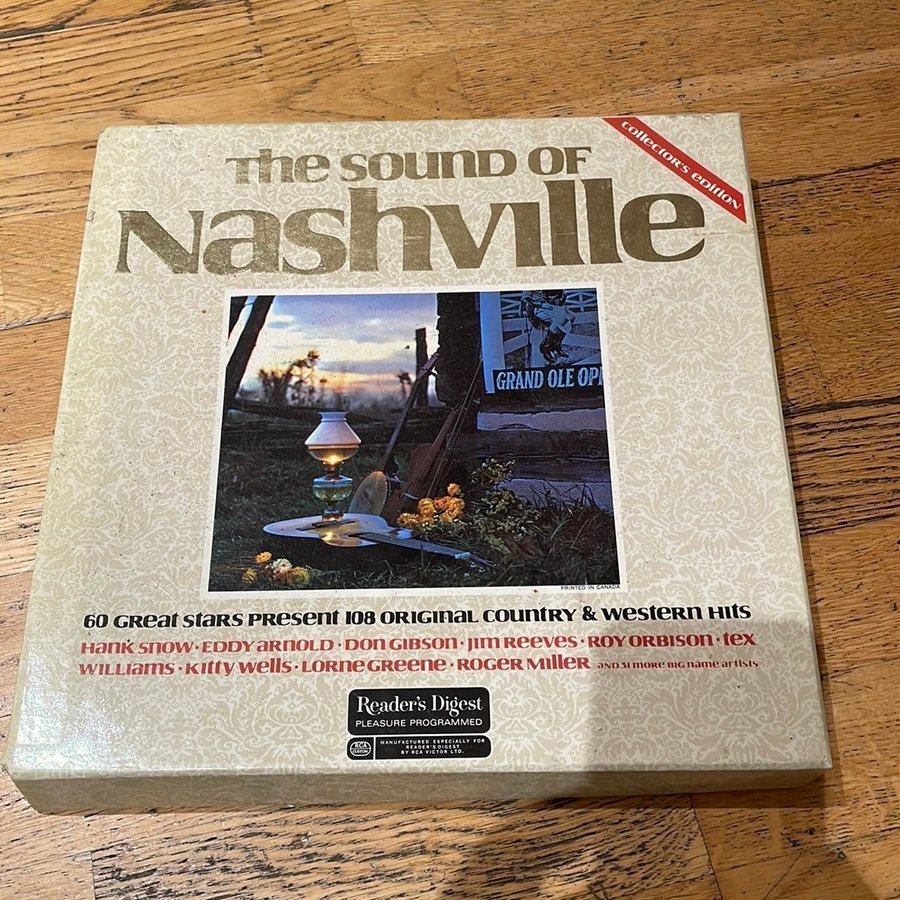 collector's edition
The Sound of
Nashville
GRAND OLE OP
PRINTED IN CANADA
60 Great Stars Present 108 Original Country & Western Hits
Hank Snow · Eddy Arnold · Don Gibson · Jim Reeves · Roy Orbison · Tex
Williams · Kitty Wells · Lorne Greene · Roger Miller and 51 more big name artists
Reader's Digest
PLEASURE PROGRAMMED
RCA
CUSTOM
MANUFACTURED ESPECIALLY FOR
READER'S DIGEST
BY RCA VICTOR LTD.